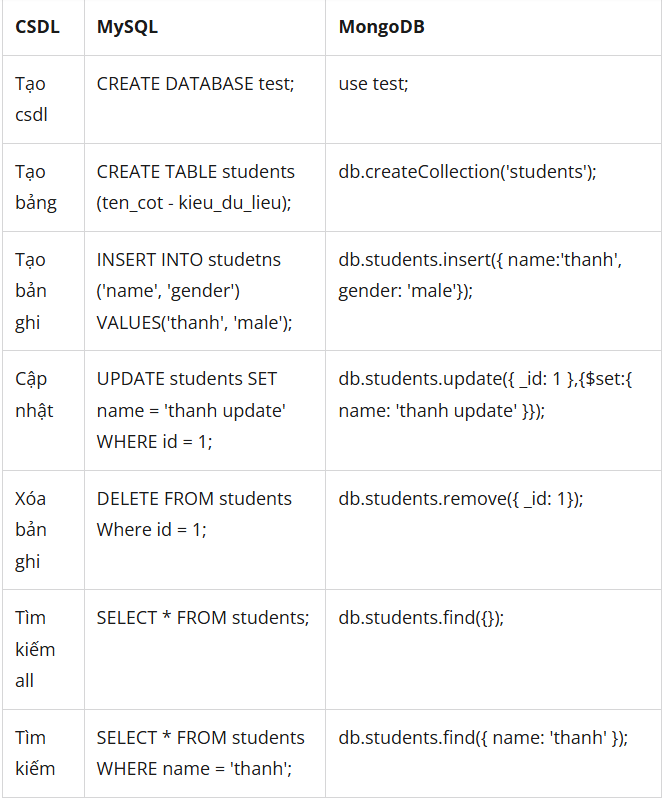 CSDL MySQL MongoDB
Tạo CREATE DATABASE test; use test;
csdl
Tạo CREATE TABLE students db.createCollection('students');
bảng (ten_cot - kieu_du_lieu);
Tạo INSERT INTO studetns db.students.insert({ name:'thanh',
bản ('name', 'gender') gender: 'male'});
ghi VALUES('thanh', 'male');
Cập UPDATE students SET db.students.update({ _id: 1 },{$set:{
nhật name = 'thanh update' name: 'thanh update' }});
WHERE id = 1;
Xóa DELETE FROM students db.students.remove({ _id: 1});
bản Where id = 1;
ghi
Tìm SELECT * FROM students; db.students.find({});
kiếm
all
Tìm SELECT * FROM students db.students.find({ name: 'thanh' });
kiếm WHERE name = 'thanh';